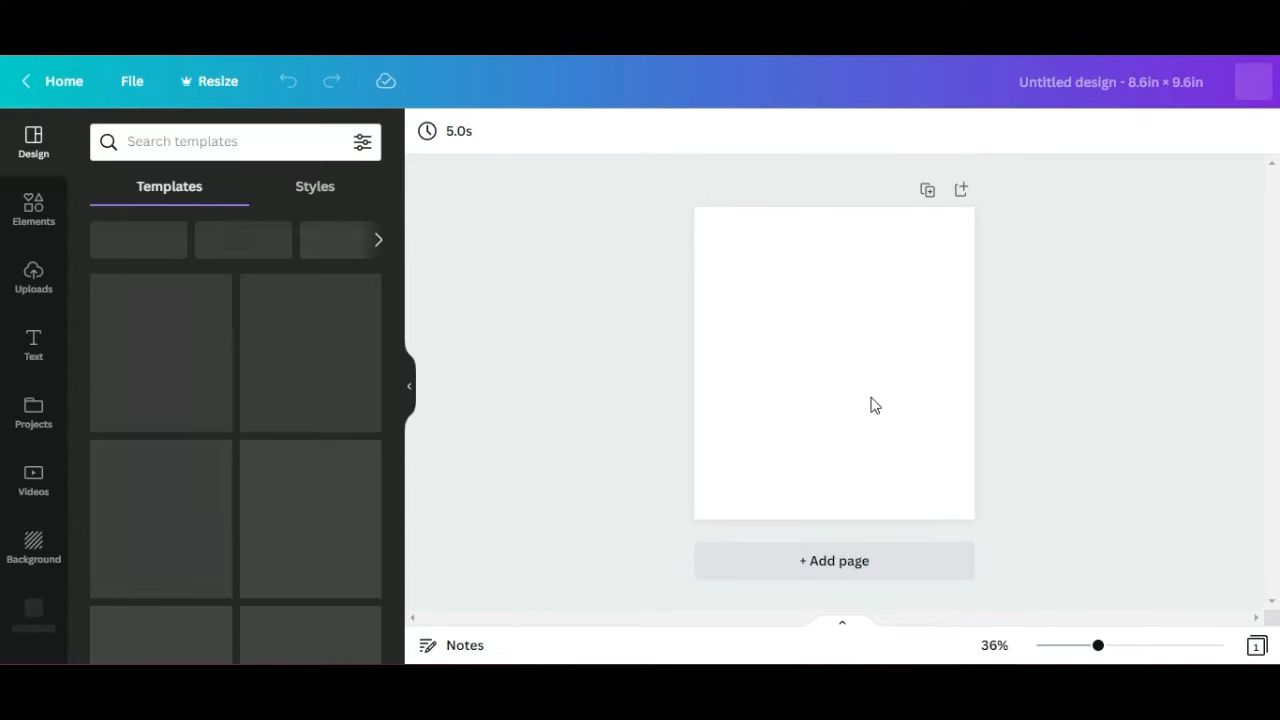 Home File Resize Untitled design - 8.6in × 9.6in
Design
Search templates
5.0s
Templates Styles
Elements
Uploads
Text
Projects
Videos
Background
+ Add page
Notes 36% 1